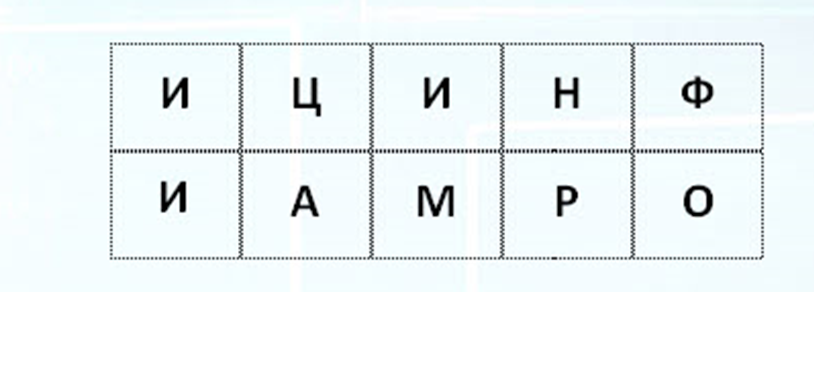 И Ц И Н Ф
И А М Р О